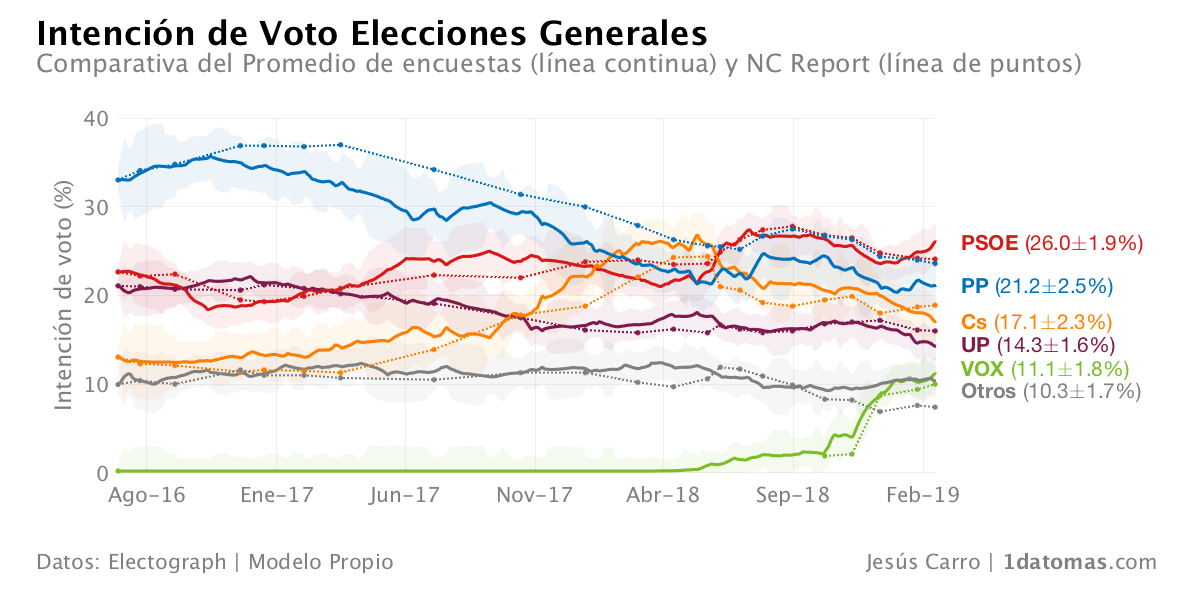 Intención de Voto Elecciones Generales
Comparativa del Promedio de encuestas (línea continua) y NC Report (línea de puntos)
Intención de voto (%)
40
30
20
10
0
Ago-16 Ene-17 Jun-17 Nov-17 Abr-18 Sep-18 Feb-19
PSOE (26.0±1.9%)
PP (21.2±2.5%)
Cs (17.1±2.3%)
UP (14.3±1.6%)
VOX (11.1±1.8%)
Otros (10.3±1.7%)
Datos: Electograph | Modelo Propio
Jesús Carro | 1datomas.com